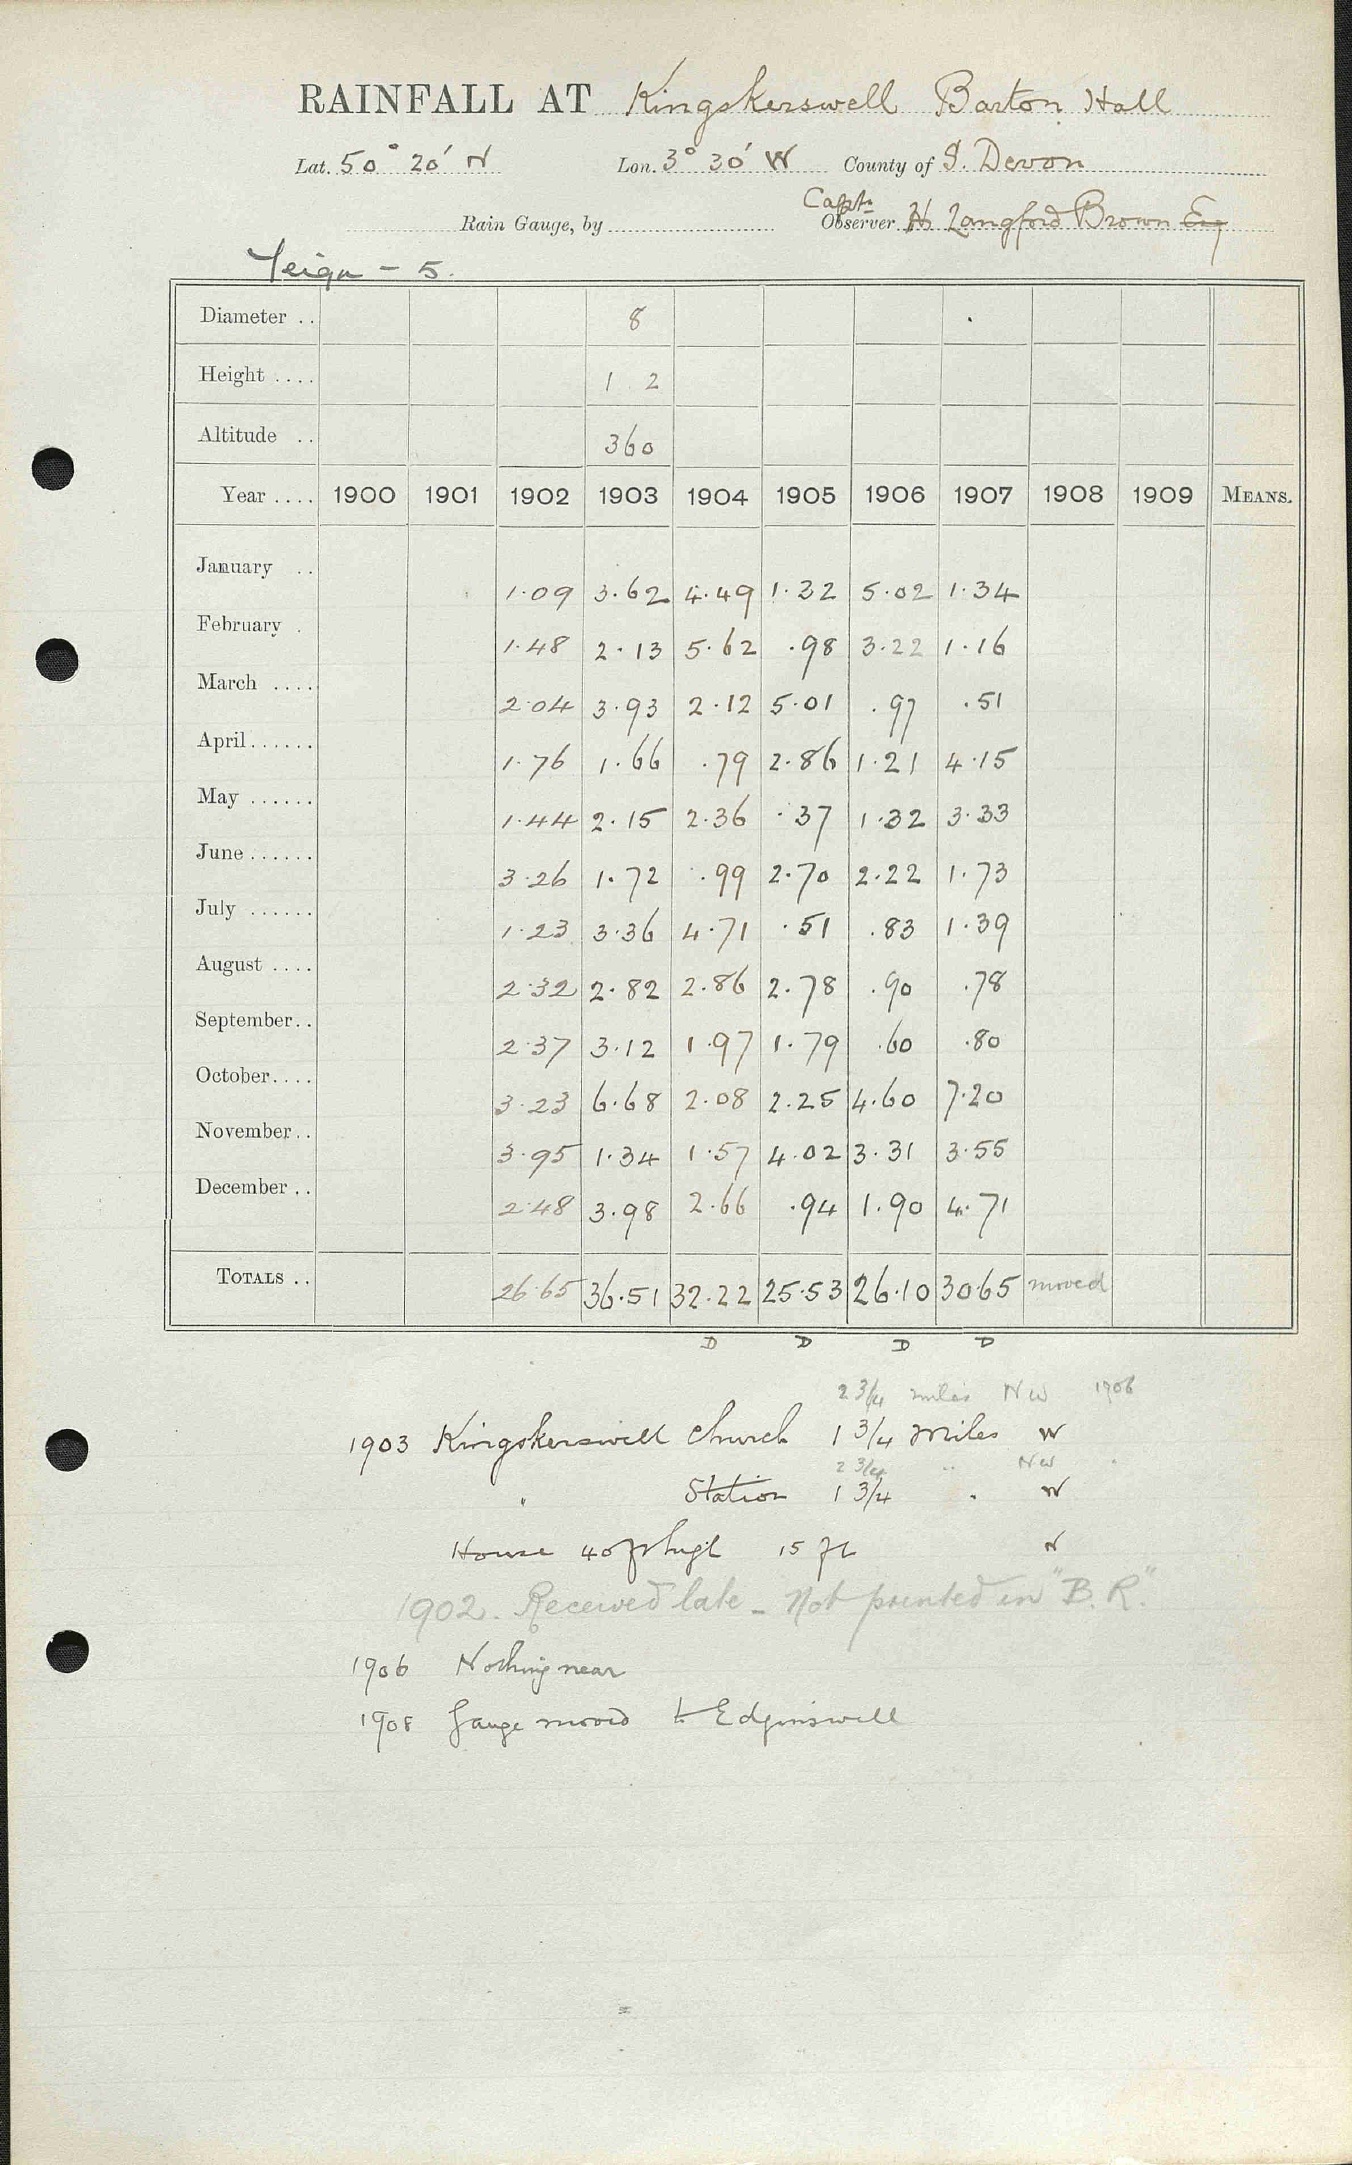 RAINFALL AT Kingskerswell Barton Hall
Lat. 50° 20' N Lon. 3° 30' W County of S. Devon
Capt.
Rain Gauge, by Observer H Langford Brown Esq
Teign - 5.
Diameter .. 8
Height .... 1 2
Altitude .. 360
Year .... 1900 1901 1902 1903 1904 1905 1906 1907 1908 1909 MEANS.
January .. 1.09 3.62 4.49 1.32 5.02 1.34
February . 1.48 2.13 5.62 .98 3.22 1.16
March .... 2.04 3.93 2.12 5.01 .97 .51
April ...... 1.76 1.66 .79 2.86 1.21 4.15
May ...... 1.44 2.15 2.36 .37 1.32 3.33
June ...... 3.26 1.72 .99 2.70 2.22 1.73
July ...... 1.23 3.36 4.71 .51 .83 1.39
August .... 2.32 2.82 2.86 2.78 .90 .78
September.. 2.37 3.12 1.97 1.79 .60 .80
October.... 3.23 6.68 2.08 2.25 4.60 7.20
November.. 3.95 1.34 1.57 4.02 3.31 3.55
December .. 2.48 3.98 2.66 .94 1.90 4.71
TOTALS .. 26.65 36.51 32.22 25.53 26.10 30.65 moved
D D D D
2 3/4 miles NW 1906
1903 Kingskerswell Church 1 3/4 Miles W
2 3/4 " NW "
" Station 1 3/4 " W
House 40 ft high 15 ft N
1902. Received late - Not printed in "B. R."
1906 Nothing near
1908 Gauge moved to Edginswell